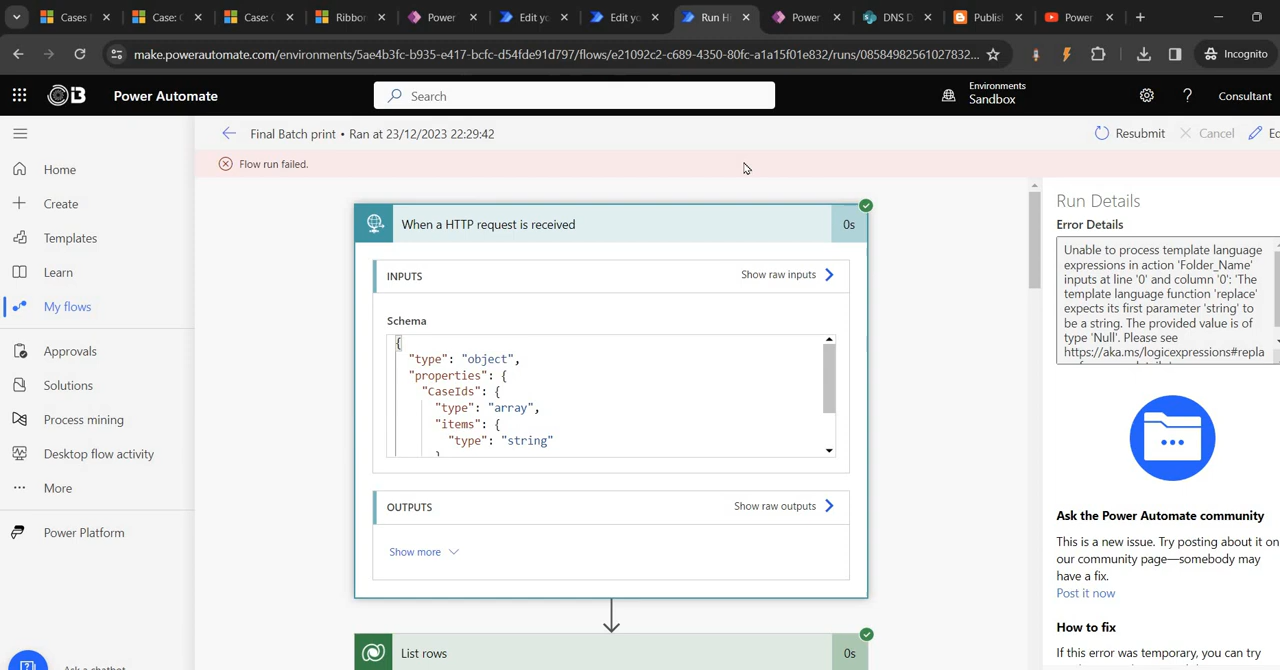 Cases
Case:
Case:
Ribbor
Power
Edit yo
Edit yo
Run Hi
Power
DNS D
Publis
Power
make.powerautomate.com/environments/5ae4b3fc-b935-e417-bcfc-d54fde91d797/flows/e21092c2-c689-4350-80fc-a1a15f01e832/runs/08584982561027832...
Incognito
Power Automate
Search
Environments
Sandbox
?
Consultant
Final Batch print • Ran at 23/12/2023 22:29:42
Resubmit
Cancel
Ec
Flow run failed.
Home
Create
Templates
Learn
My flows
Approvals
Solutions
Process mining
Desktop flow activity
More
Power Platform
Ask a chatbot
When a HTTP request is received
0s
INPUTS
Show raw inputs
Schema
{
"type": "object",
"properties": {
"CaseIds": {
"type": "array",
"items": {
"type": "string"
}
OUTPUTS
Show raw outputs
Show more
List rows
0s
Run Details
Error Details
Unable to process template language
expressions in action 'Folder_Name'
inputs at line '0' and column '0': 'The
template language function 'replace'
expects its first parameter 'string' to
be a string. The provided value is of
type 'Null'. Please see
https://aka.ms/logicexpressions#repla
Ask the Power Automate community
This is a new issue. Try posting about it on
our community page—somebody may
have a fix.
Post it now
How to fix
If this error was temporary, you can try